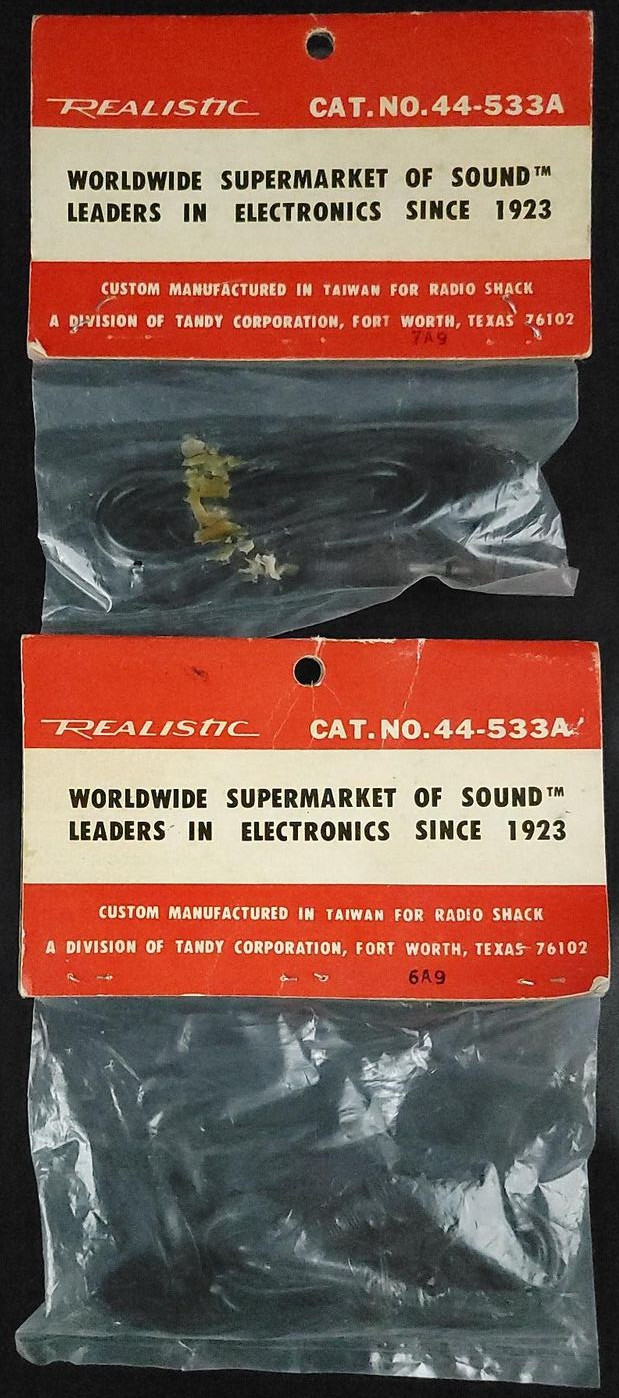 REALISTIC CAT.NO.44-533A
WORLDWIDE SUPERMARKET OF SOUND™
LEADERS IN ELECTRONICS SINCE 1923
CUSTOM MANUFACTURED IN TAIWAN FOR RADIO SHACK
A DIVISION OF TANDY CORPORATION, FORT WORTH, TEXAS 76102
7A9
REALISTIC CAT.NO.44-533A
WORLDWIDE SUPERMARKET OF SOUND™
LEADERS IN ELECTRONICS SINCE 1923
CUSTOM MANUFACTURED IN TAIWAN FOR RADIO SHACK
A DIVISION OF TANDY CORPORATION, FORT WORTH, TEXAS 76102
6A9